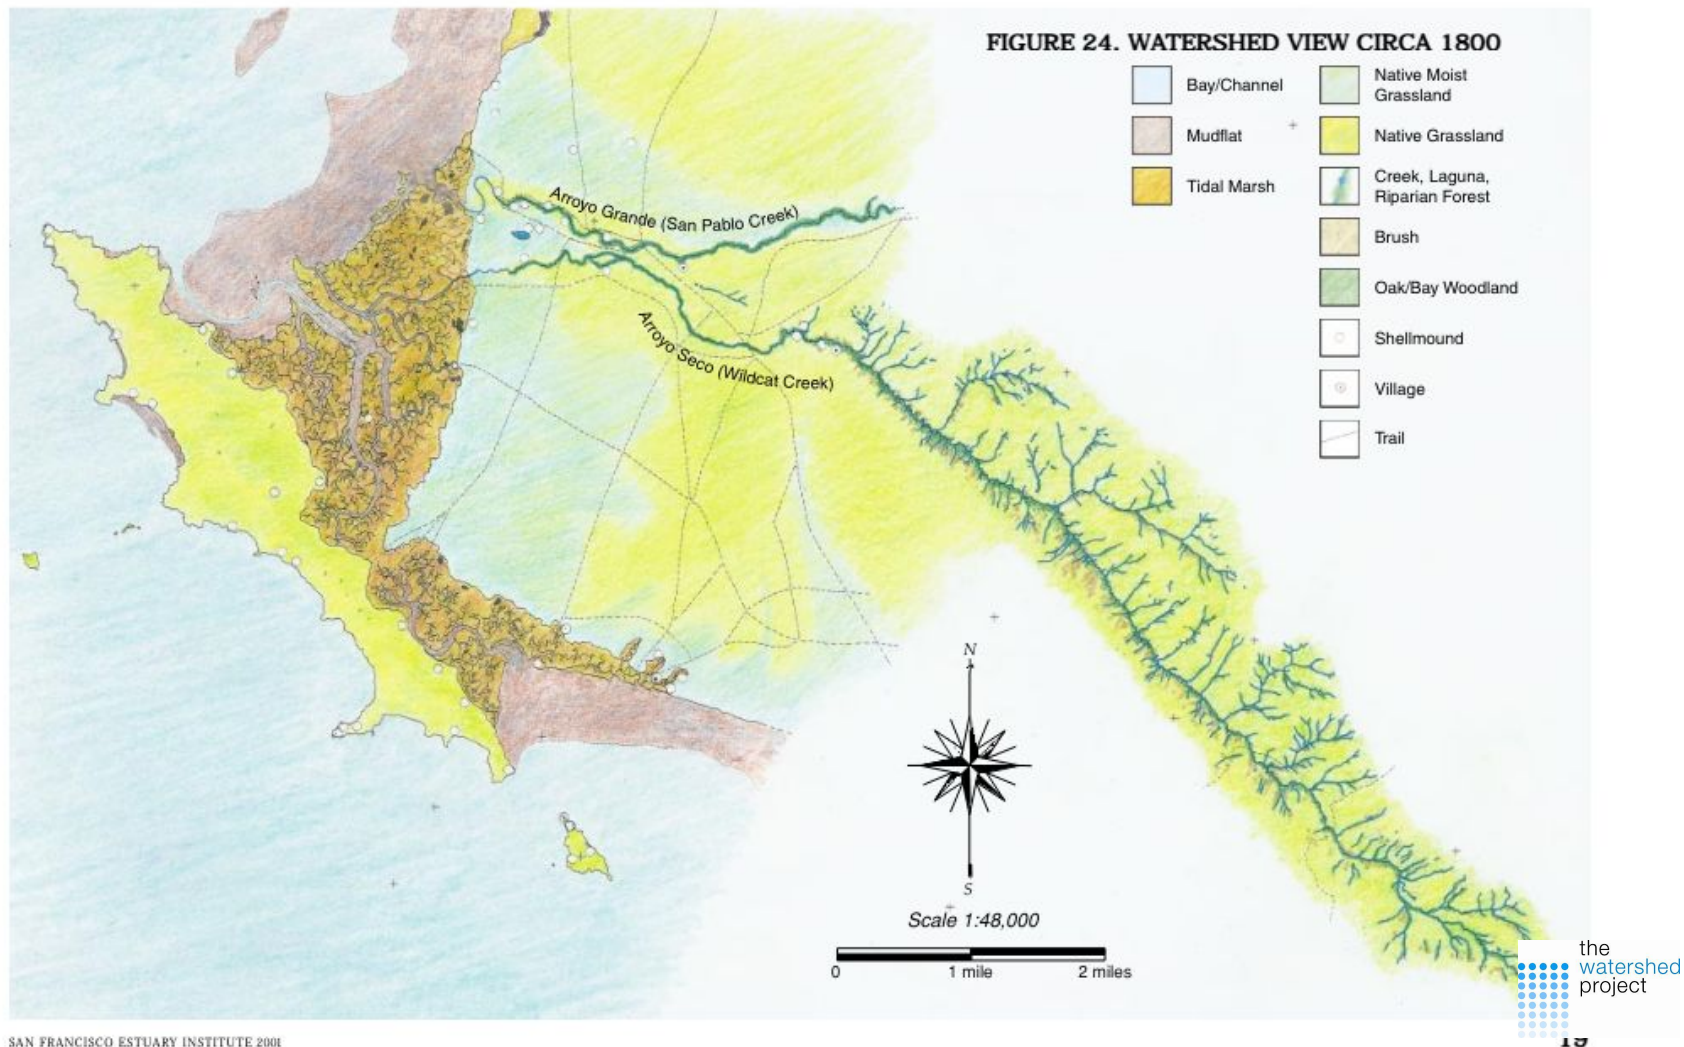 FIGURE 24. WATERSHED VIEW CIRCA 1800
Bay/Channel
Mudflat
Tidal Marsh
Native Moist
Grassland
Native Grassland
Creek, Laguna,
Riparian Forest
Brush
Oak/Bay Woodland
Shellmound
Village
Trail
Arroyo Grande (San Pablo Creek)
Arroyo Seco (Wildcat Creek)
N
S
Scale 1:48,000
0 1 mile 2 miles
the
watershed
project
SAN FRANCISCO ESTUARY INSTITUTE 2001
19